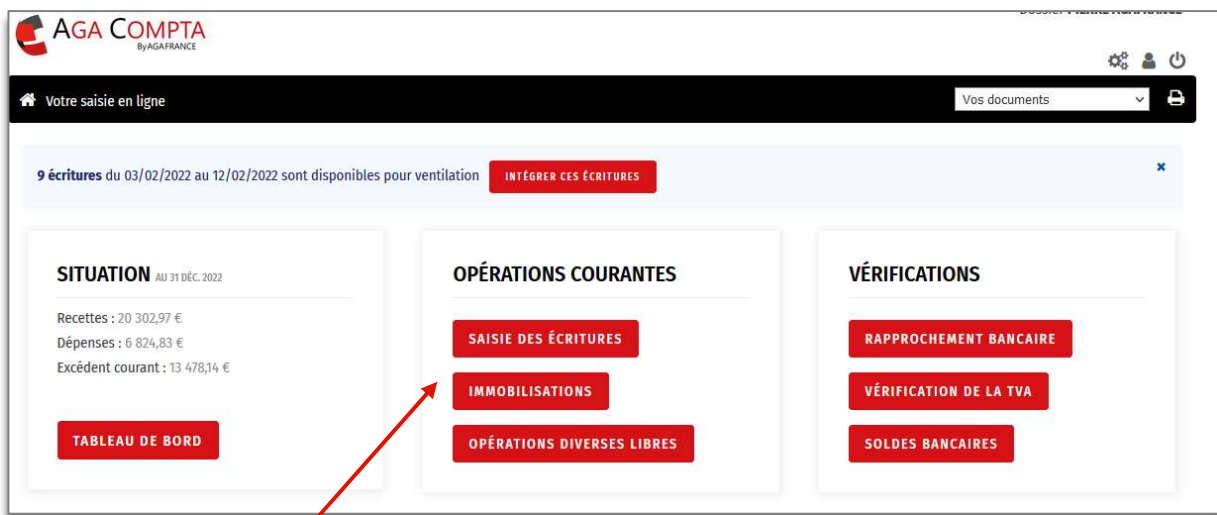 AGA COMPTA
By AGAFRANCE
Votre saisie en ligne
Vos documents
9 écritures du 03/02/2022 au 12/02/2022 sont disponibles pour ventilation
INTÉGRER CES ÉCRITURES
SITUATION AU 31 DÉC. 2022
Recettes : 20 302,97 €
Dépenses : 6 824,83 €
Excédent courant : 13 478,14 €
TABLEAU DE BORD
OPÉRATIONS COURANTES
SAISIE DES ÉCRITURES
IMMOBILISATIONS
OPÉRATIONS DIVERSES LIBRES
VÉRIFICATIONS
RAPPROCHEMENT BANCAIRE
VÉRIFICATION DE LA TVA
SOLDES BANCAIRES